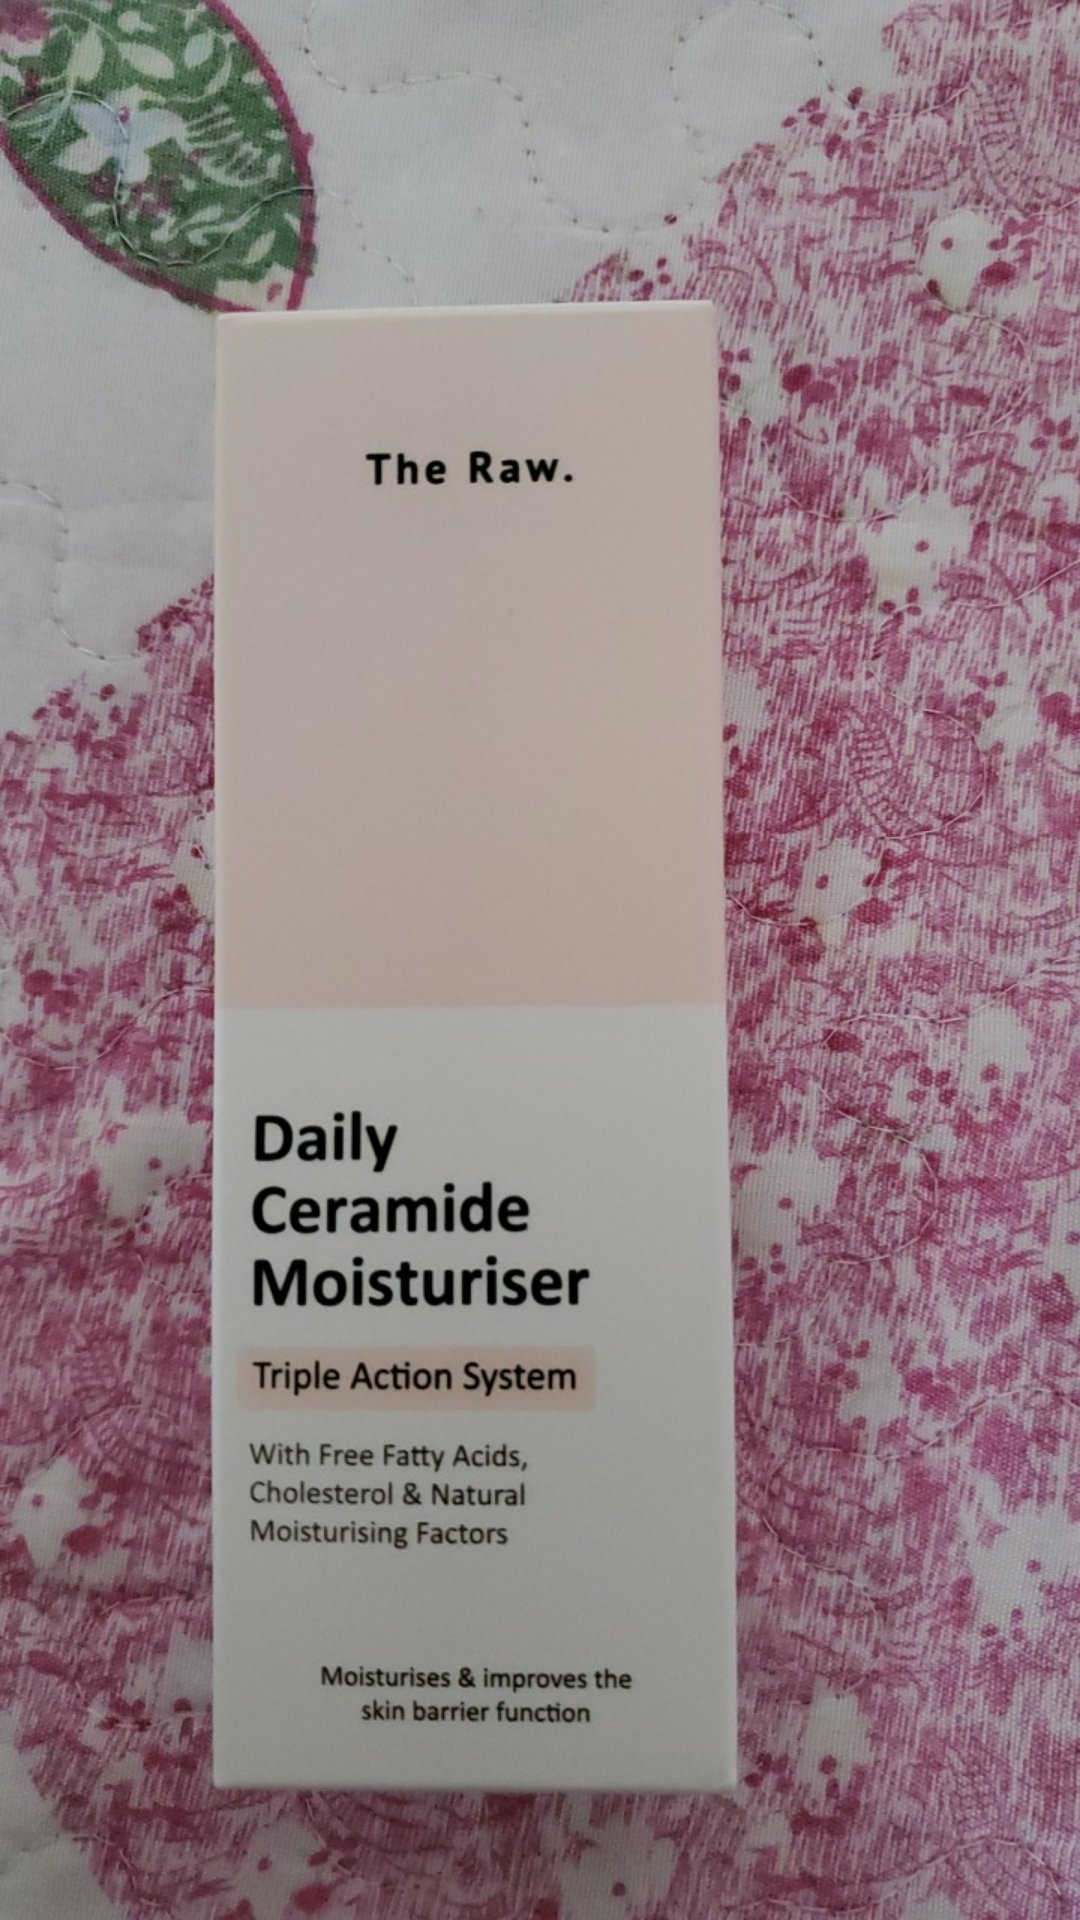 The Raw.
Daily
Ceramide
Moisturiser
Triple Action System
With Free Fatty Acids,
Cholesterol & Natural
Moisturising Factors
Moisturises & improves the
skin barrier function